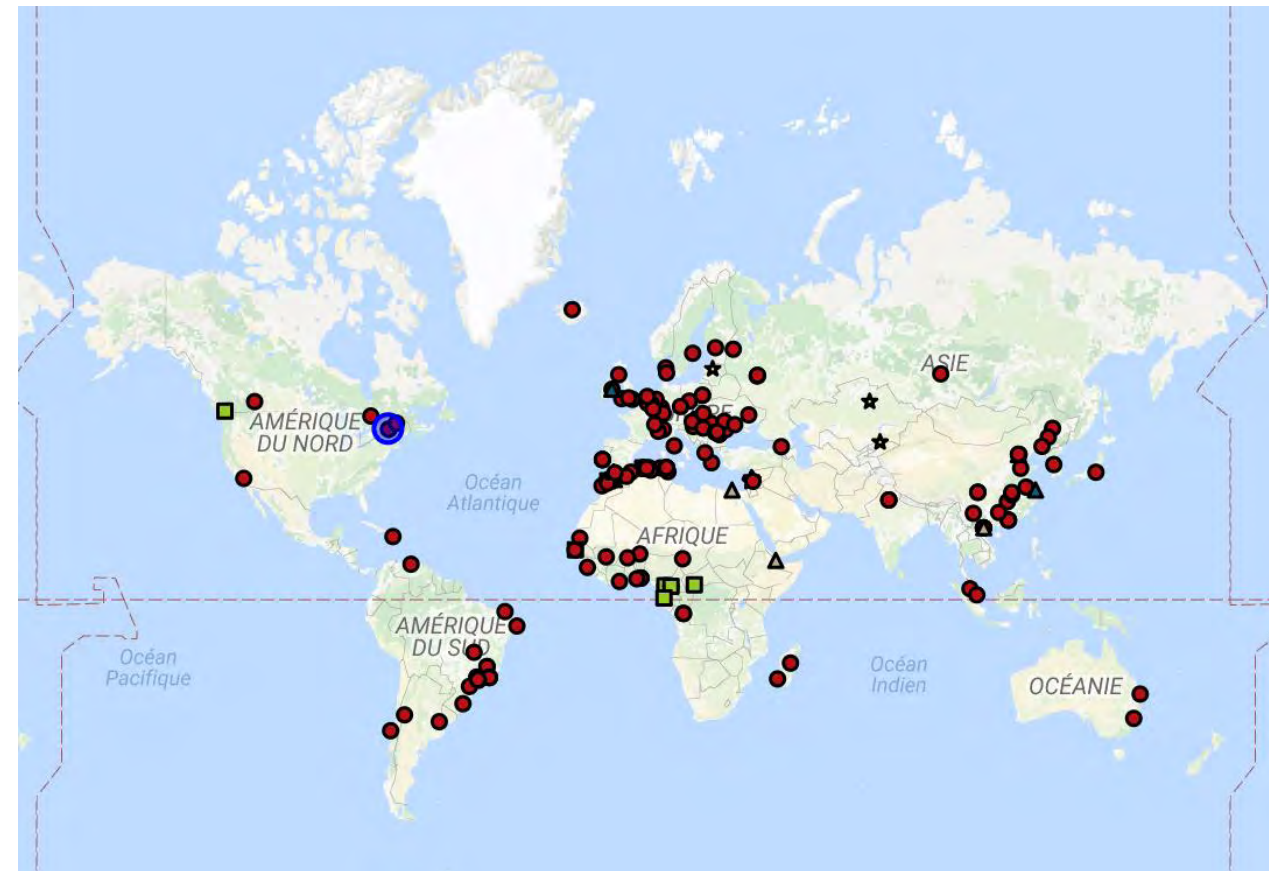 ASIE
AMÉRIQUE
DU NORD
Océan
Atlantique
AFRIQUE
AMÉRIQUE
DU SUD
Océan
Pacifique
Océan
Indien
OCÉANIE